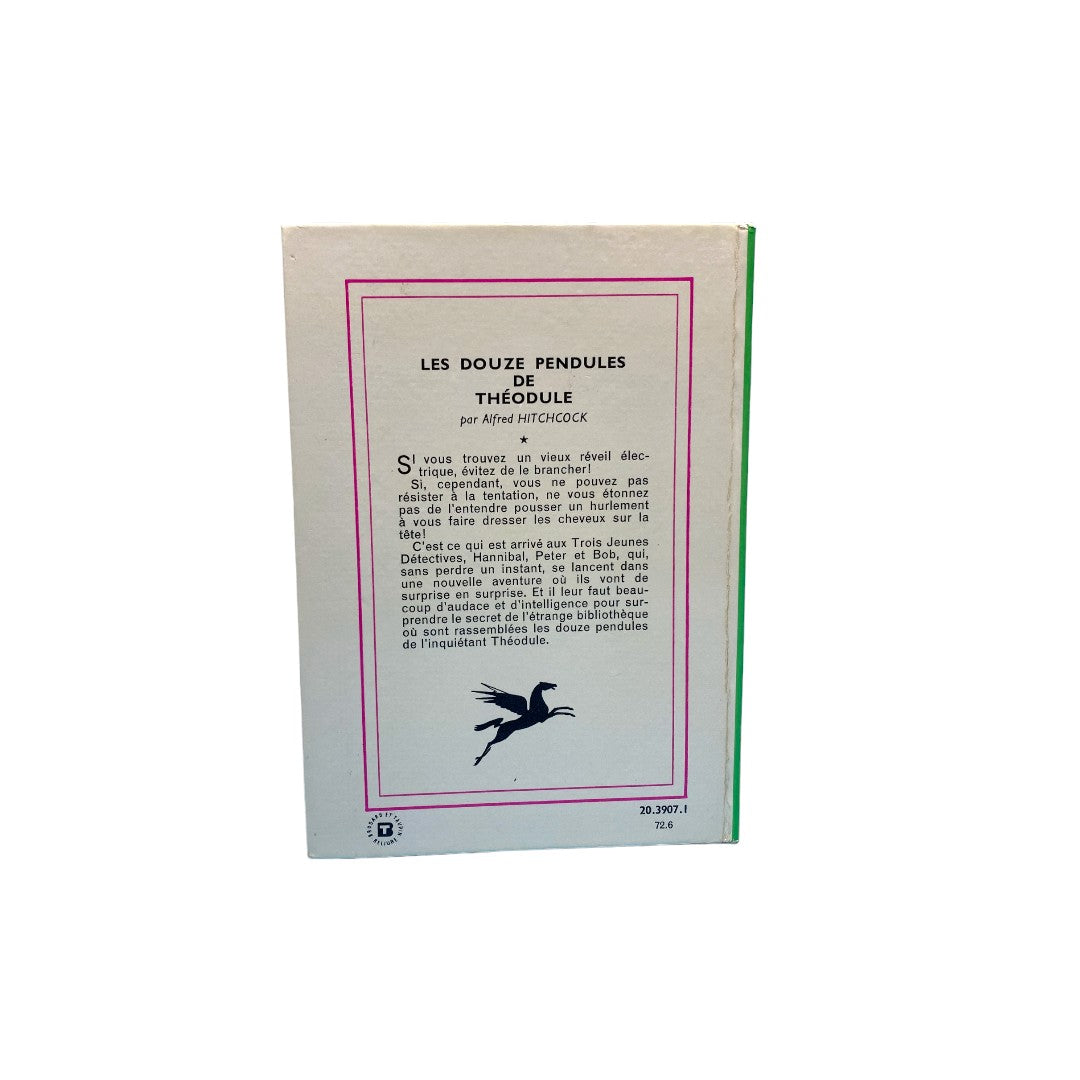 LES DOUZE PENDULES
DE
THÉODULE
par Alfred HITCHCOCK
SI vous trouvez un vieux réveil élec-
trique, évitez de le brancher!
Si, cependant, vous ne pouvez pas
résister à la tentation, ne vous étonnez
pas de l'entendre pousser un hurlement
à vous faire dresser les cheveux sur la
tête!
C'est ce qui est arrivé aux Trois Jeunes
Détectives, Hannibal, Peter et Bob, qui,
sans perdre un instant, se lancent dans
une nouvelle aventure où ils vont de
surprise en surprise. Et il leur faut beau-
coup d'audace et d'intelligence pour sur-
prendre le secret de l'étrange bibliothèque
où sont rassemblées les douze pendules
de l'inquiétant Théodule.
20.3907.1
72.6
BRODARD ET TAUPIN
RELIURE
BT